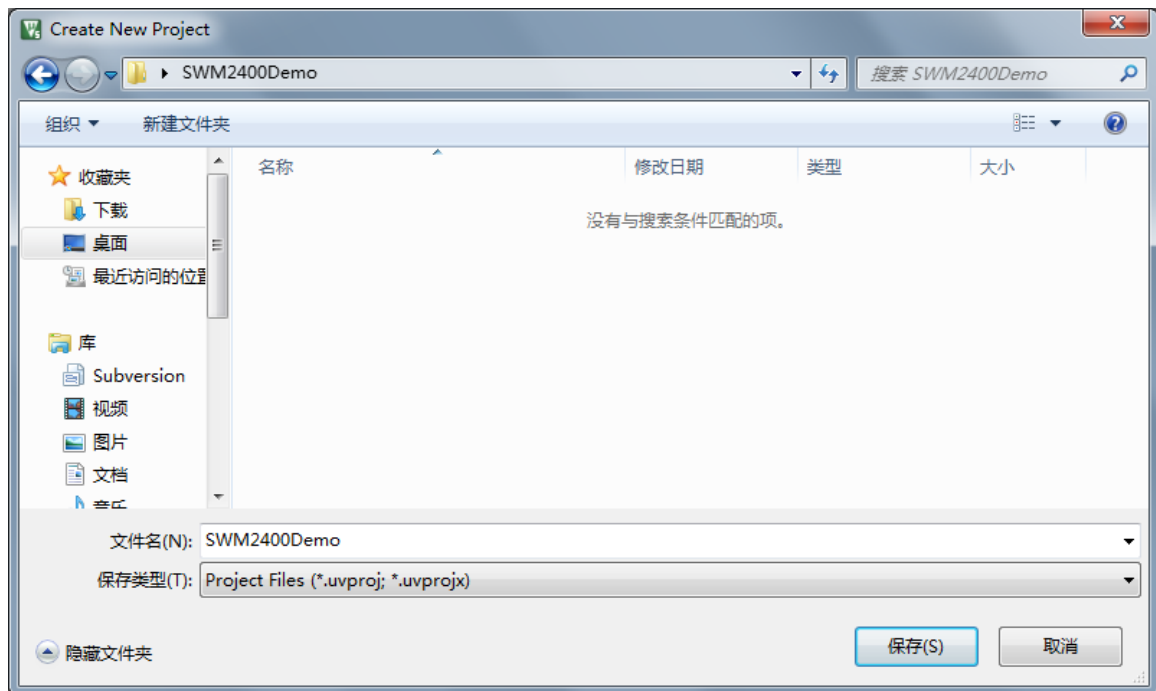 Create New Project
SWM2400Demo
搜索 SWM2400Demo
组织
新建文件夹
名称
修改日期
类型
大小
没有与搜索条件匹配的项。
收藏夹
下载
桌面
最近访问的位置
库
Subversion
视频
图片
文档
音乐
文件名(N): SWM2400Demo
保存类型(T): Project Files (*.uvproj; *.uvprojx)
隐藏文件夹
保存(S)
取消